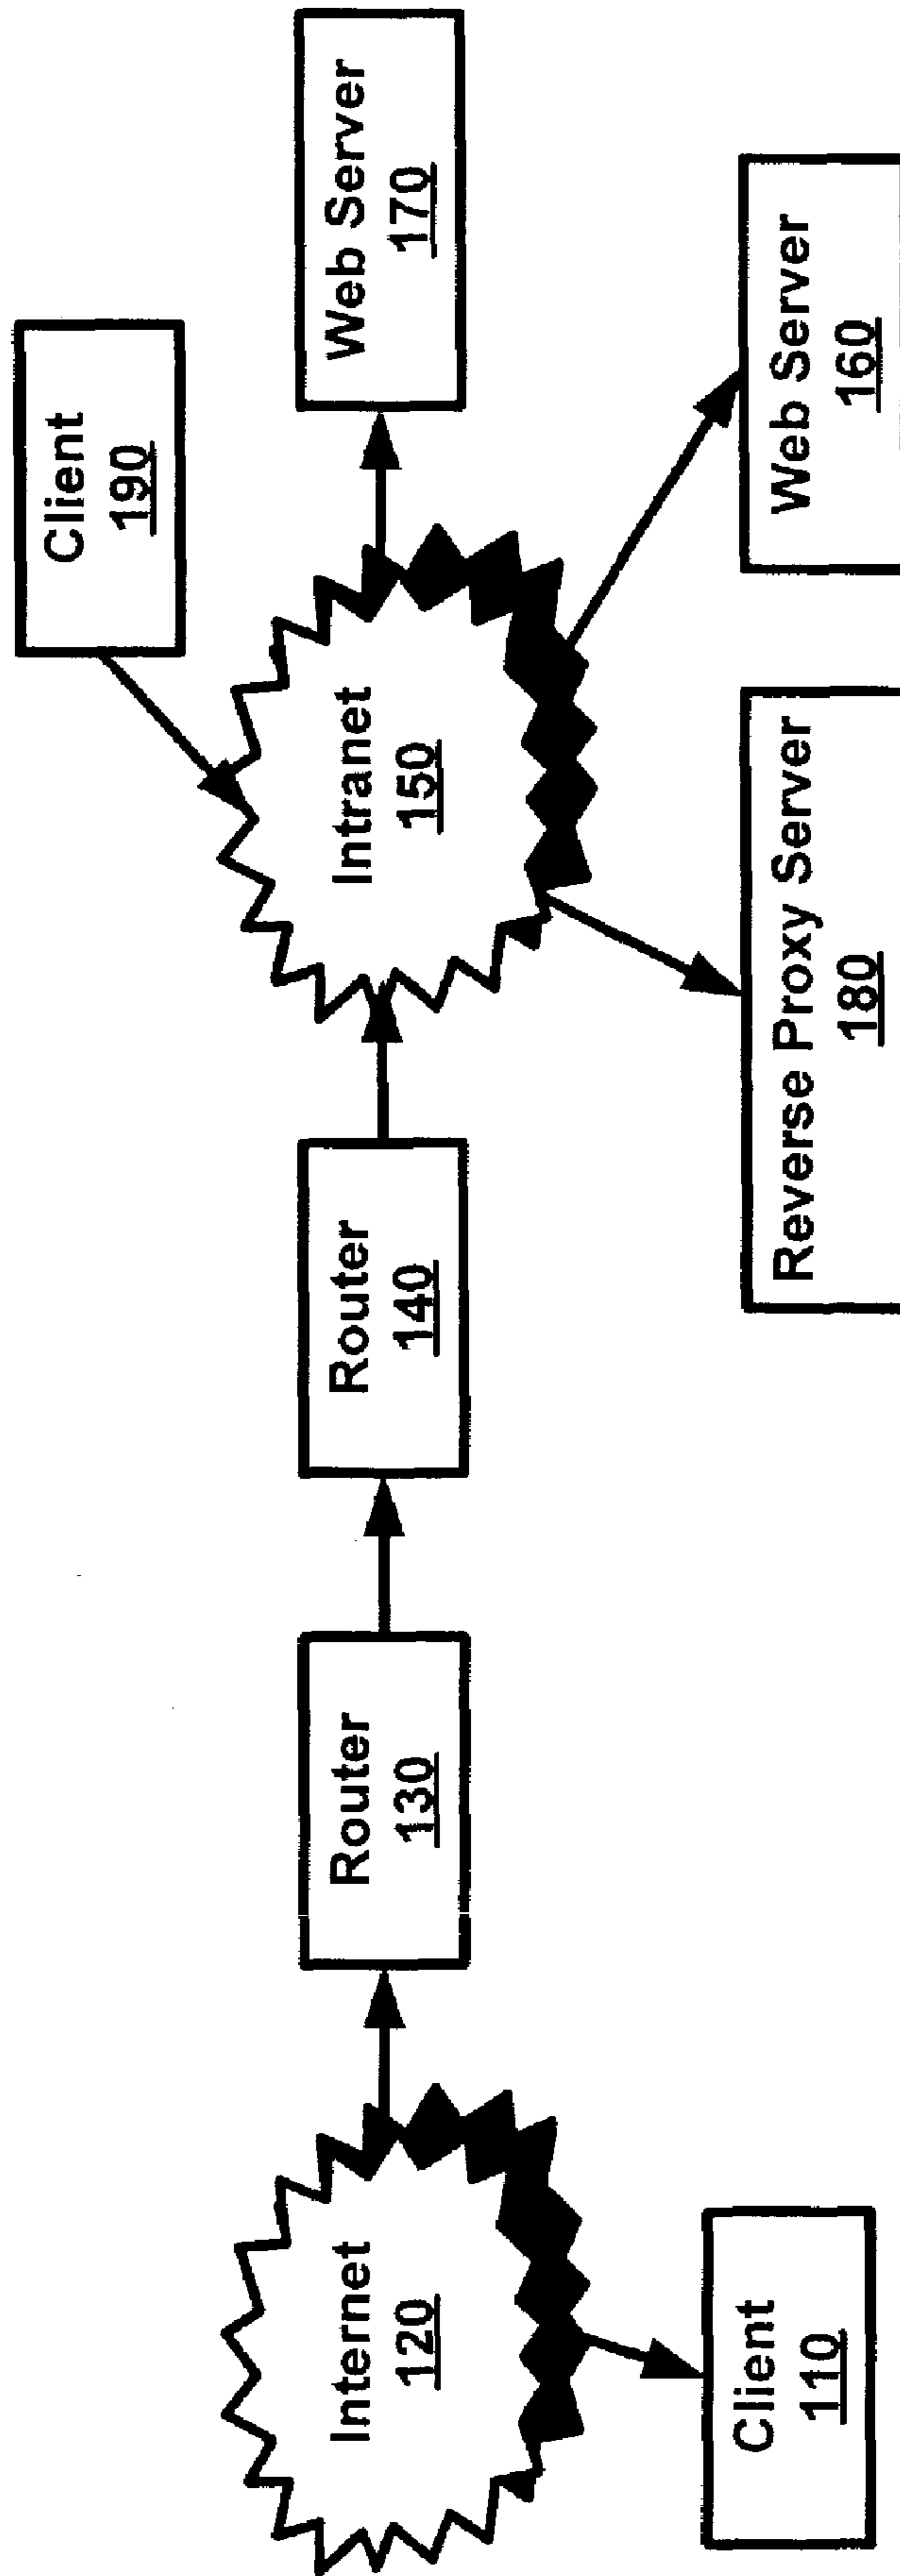 Client
190
Web Server
170
Intranet
150
Web Server
160
Reverse Proxy Server
180
Router
140
Router
130
Internet
120
Client
110